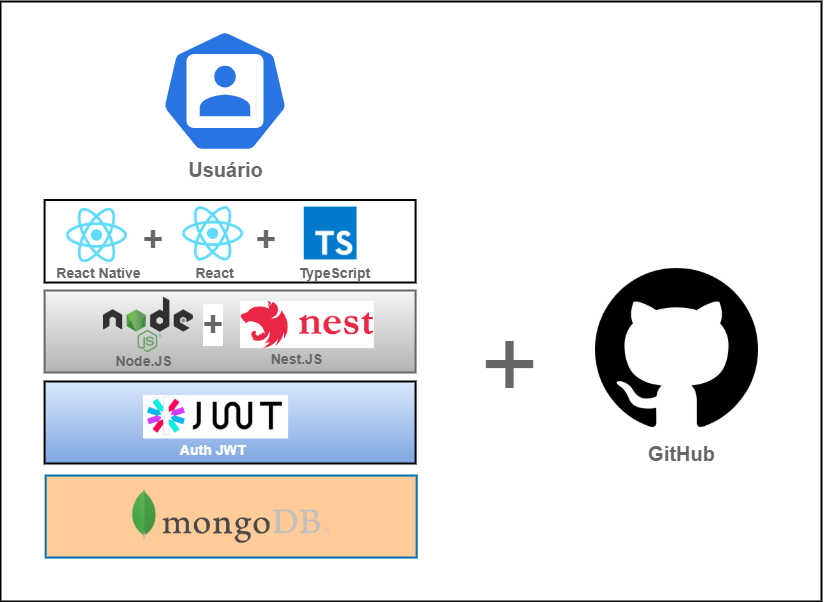 Usuário
+
+
TS
React Native
React
TypeScript
node
JS
+
nest
Node.JS
Nest.JS
JWT
Auth JWT
mongoDB®
+
GitHub